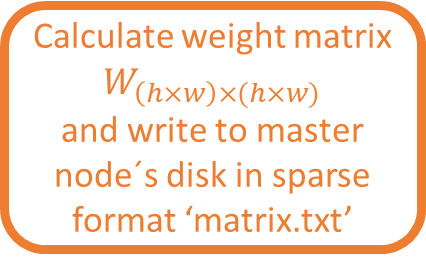 Calculate weight matrix
W(h×w)×(h×w)
and write to master
node´s disk in sparse
format ‘matrix.txt’